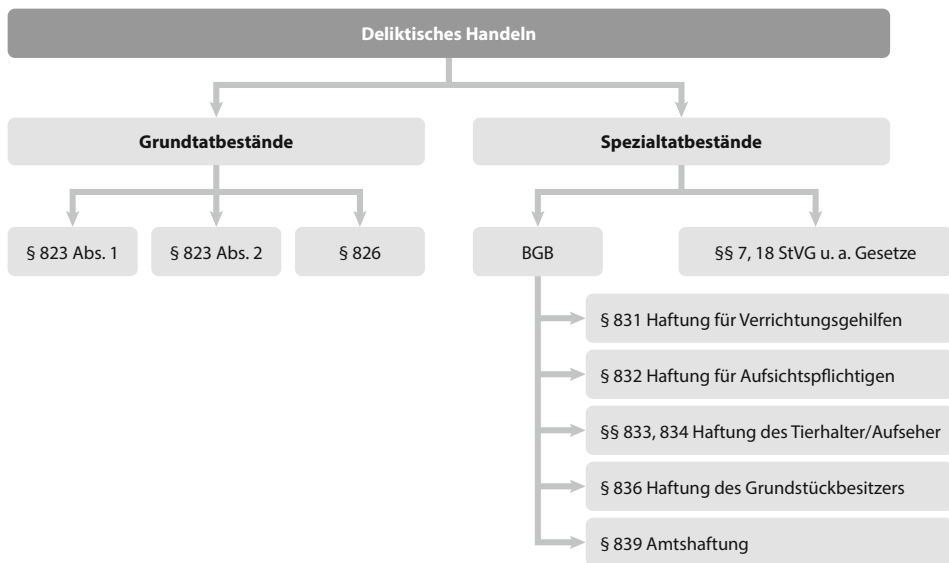 Deliktisches Handeln
Grundtatbestände
Spezialtatbestände
§ 823 Abs. 1
§ 823 Abs. 2
§ 826
BGB
§§ 7, 18 StVG u. a. Gesetze
§ 831 Haftung für Verrichtungsgehilfen
§ 832 Haftung für Aufsichtspflichtigen
§§ 833, 834 Haftung des Tierhalter/Aufseher
§ 836 Haftung des Grundstückbesitzers
§ 839 Amtshaftung